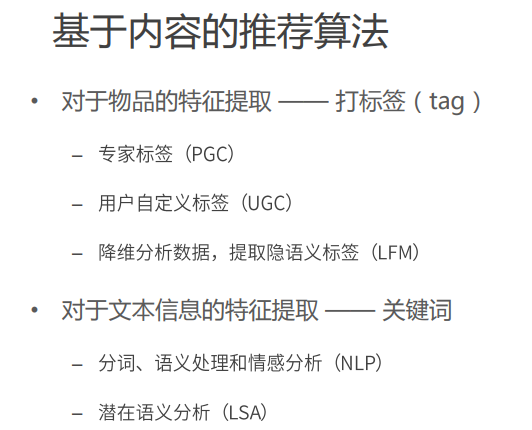 基于内容的推荐算法
• 对于物品的特征提取 —— 打标签（tag）
– 专家标签（PGC）
– 用户自定义标签（UGC）
– 降维分析数据，提取隐语义标签（LFM）
• 对于文本信息的特征提取 —— 关键词
– 分词、语义处理和情感分析（NLP）
– 潜在语义分析（LSA）